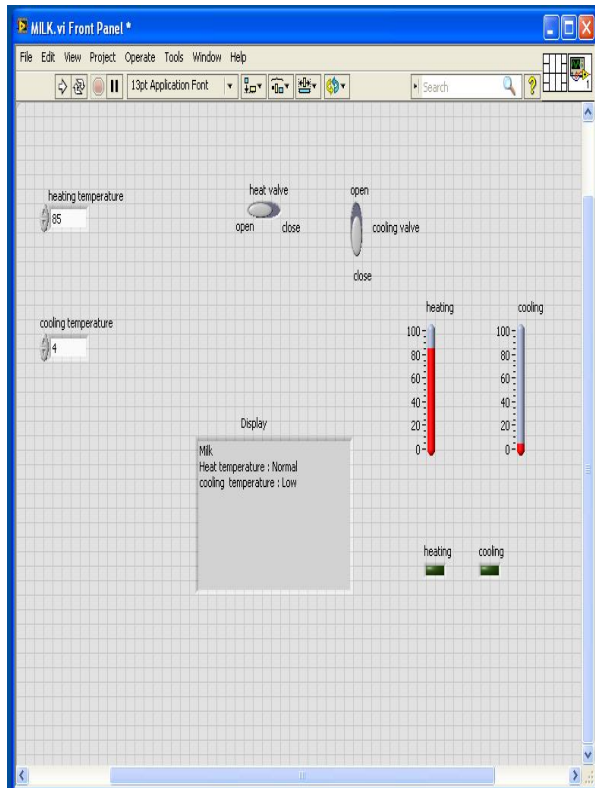 MILK.vi Front Panel *
File Edit View Project Operate Tools Window Help
13pt Application Font
Search
?
1
heating temperature
85
heat valve
open close
open
cooling valve
close
cooling temperature
4
heating
100
80
60
40
20
0
cooling
100
80
60
40
20
0
Display
Milk
Heat temperature : Normal
cooling temperature : Low
heating cooling